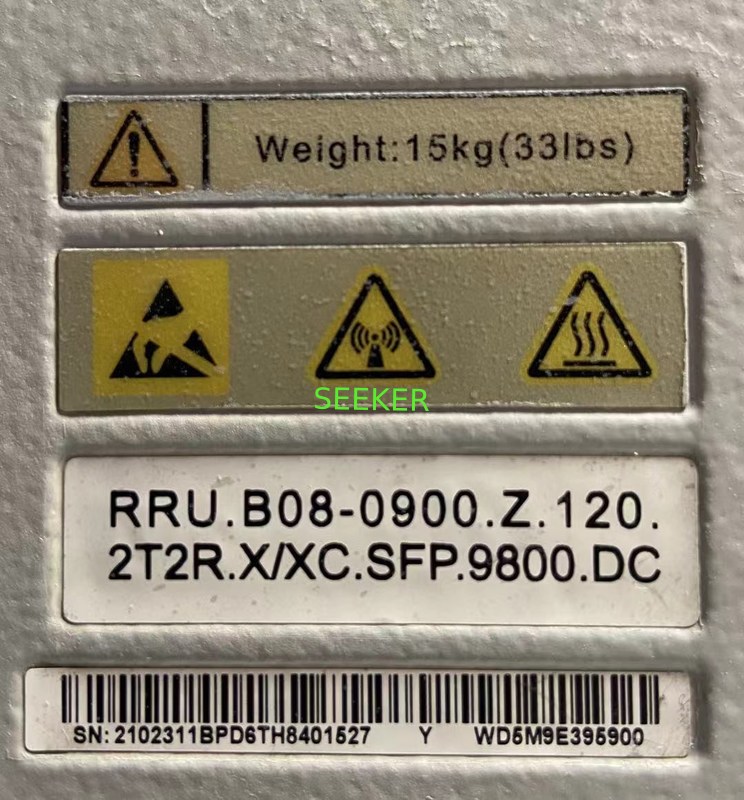 Weight:15kg(33lbs)
SEEKER
RRU.B08-0900.Z.120.
2T2R.X/XC.SFP.9800.DC
SN:2102311BPD6TH8401527 Y WD5M9E395900